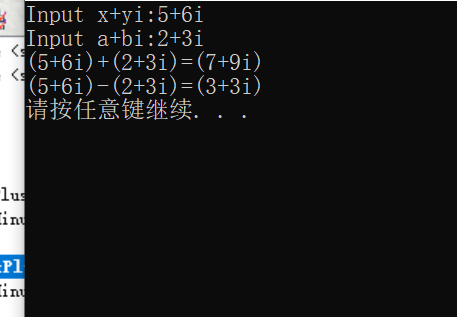 Input x+yi:5+6i
Input a+bi:2+3i
(5+6i)+(2+3i)=(7+9i)
(5+6i)-(2+3i)=(3+3i)
请按任意键继续. . .